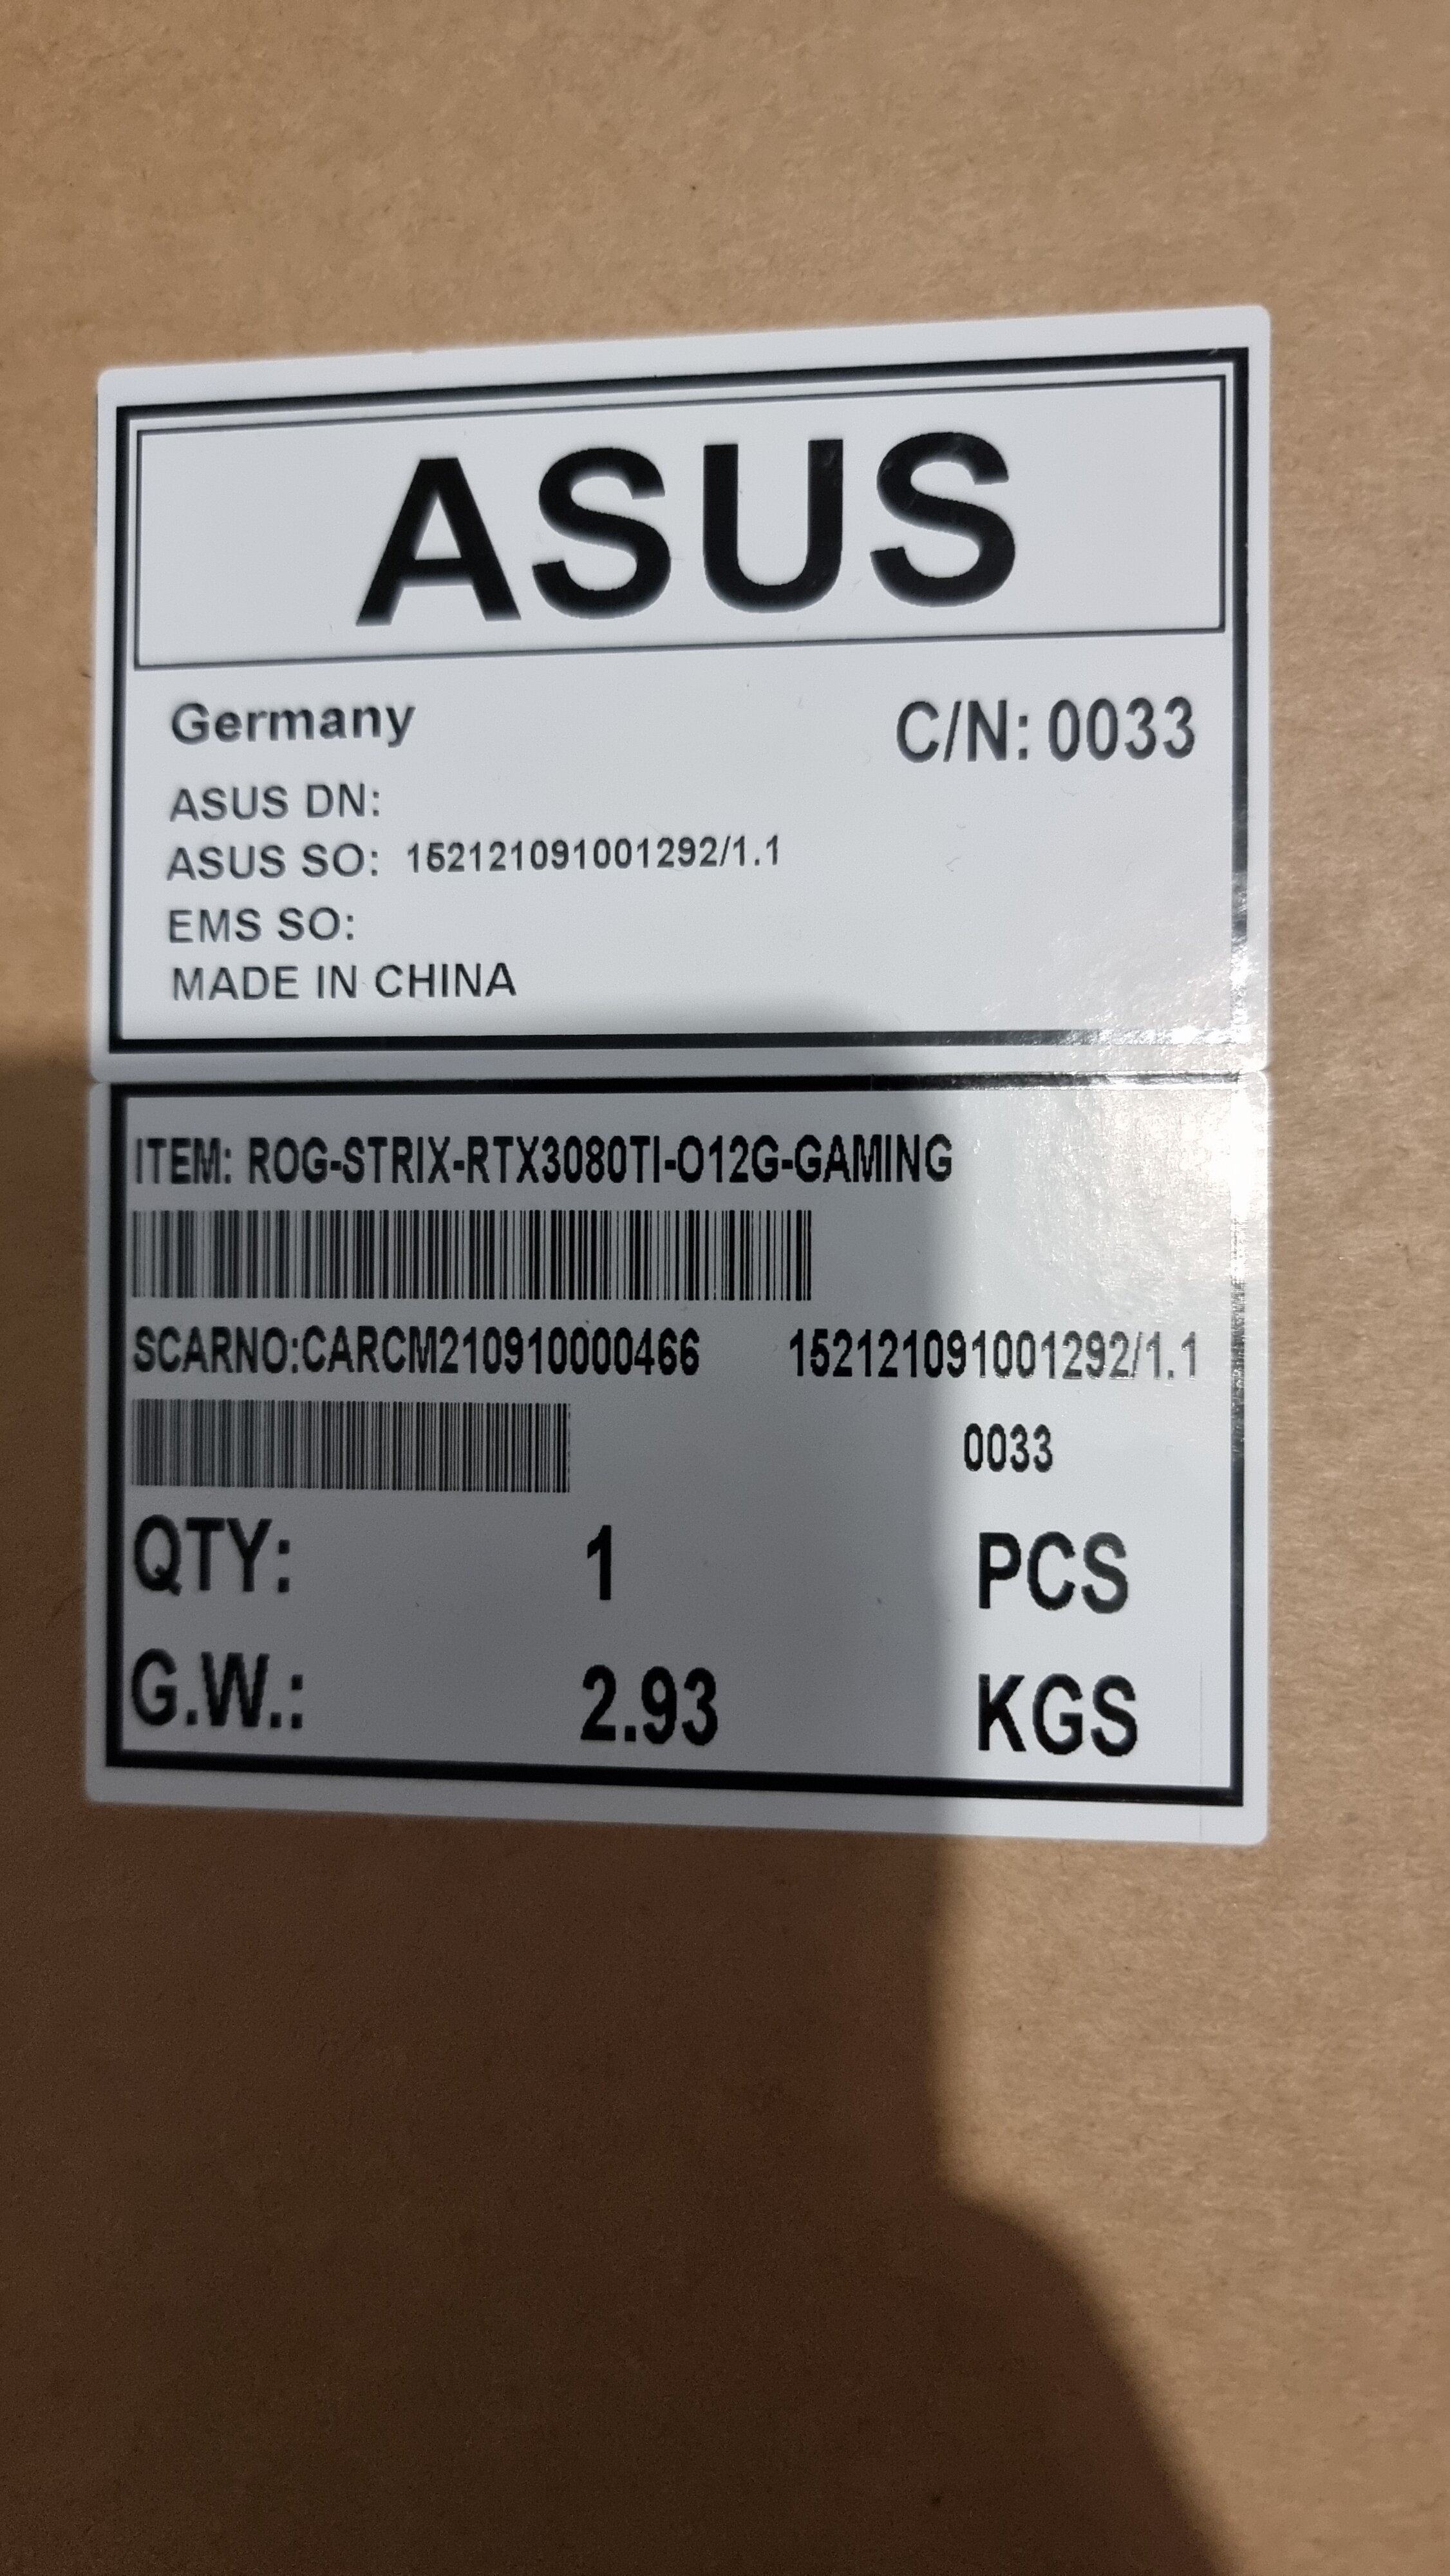 ASUS
Germany C/N: 0033
ASUS DN:
ASUS SO: 152121091001292/1.1
EMS SO:
MADE IN CHINA
ITEM: ROG-STRIX-RTX3080TI-O12G-GAMING
SCARNO:CARCM210910000466 152121091001292/1.1
0033
QTY: 1 PCS
G.W.: 2.93 KGS